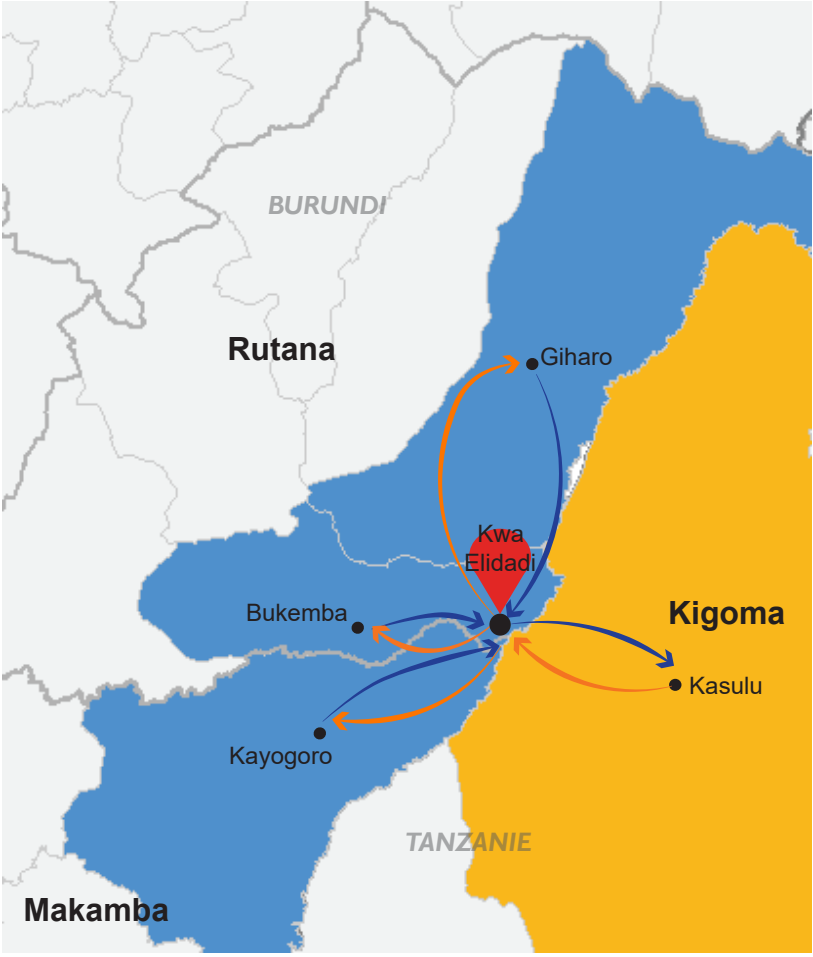 BURUNDI
Rutana
Giharo
Kwa
Elidadi
Bukemba
Kigoma
Kasulu
Kayogoro
TANZANIE
Makamba